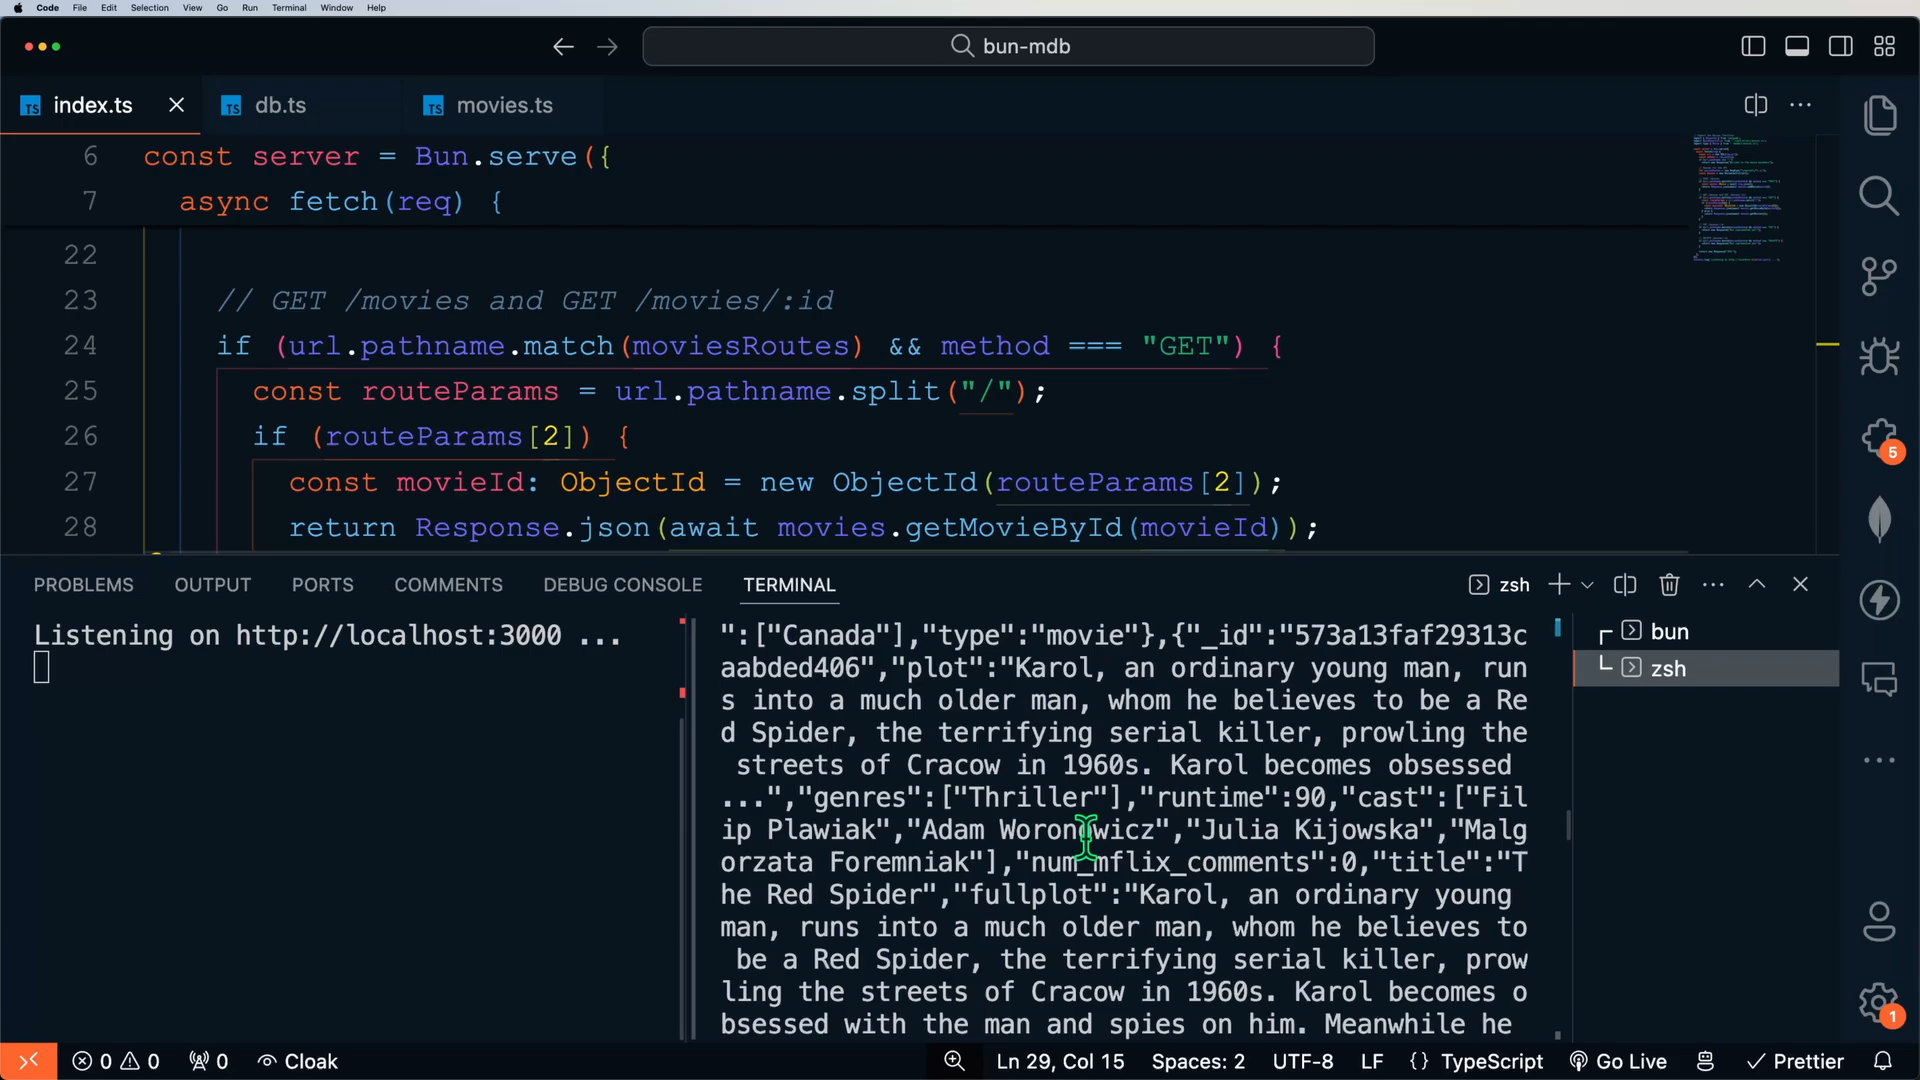 Code File Edit Selection View Go Run Terminal Window Help
bun-mdb
index.ts db.ts movies.ts
6 const server = Bun.serve({
7 async fetch(req) {
22
23 // GET /movies and GET /movies/:id
24 if (url.pathname.match(moviesRoutes) && method === "GET") {
25 const routeParams = url.pathname.split("/");
26 if (routeParams[2]) {
27 const movieId: ObjectId = new ObjectId(routeParams[2]);
28 return Response.json(await movies.getMovieById(movieId));
PROBLEMS OUTPUT PORTS COMMENTS DEBUG CONSOLE TERMINAL zsh
Listening on http://localhost:3000 ...
":["Canada"],"type":"movie"},{"_id":"573a13faf29313c
aabded406","plot":"Karol, an ordinary young man, run
s into a much older man, whom he believes to be a Re
d Spider, the terrifying serial killer, prowling the
streets of Cracow in 1960s. Karol becomes obsessed
...","genres":["Thriller"],"runtime":90,"cast":["Fil
ip Plawiak","Adam Woronowicz","Julia Kijowska","Malg
orzata Foremniak"],"num_mflix_comments":0,"title":"T
he Red Spider","fullplot":"Karol, an ordinary young
man, runs into a much older man, whom he believes to
be a Red Spider, the terrifying serial killer, prow
ling the streets of Cracow in 1960s. Karol becomes o
bsessed with the man and spies on him. Meanwhile he
bun
zsh
5
1
0 0 0 Cloak Ln 29, Col 15 Spaces: 2 UTF-8 LF {} TypeScript Go Live Prettier